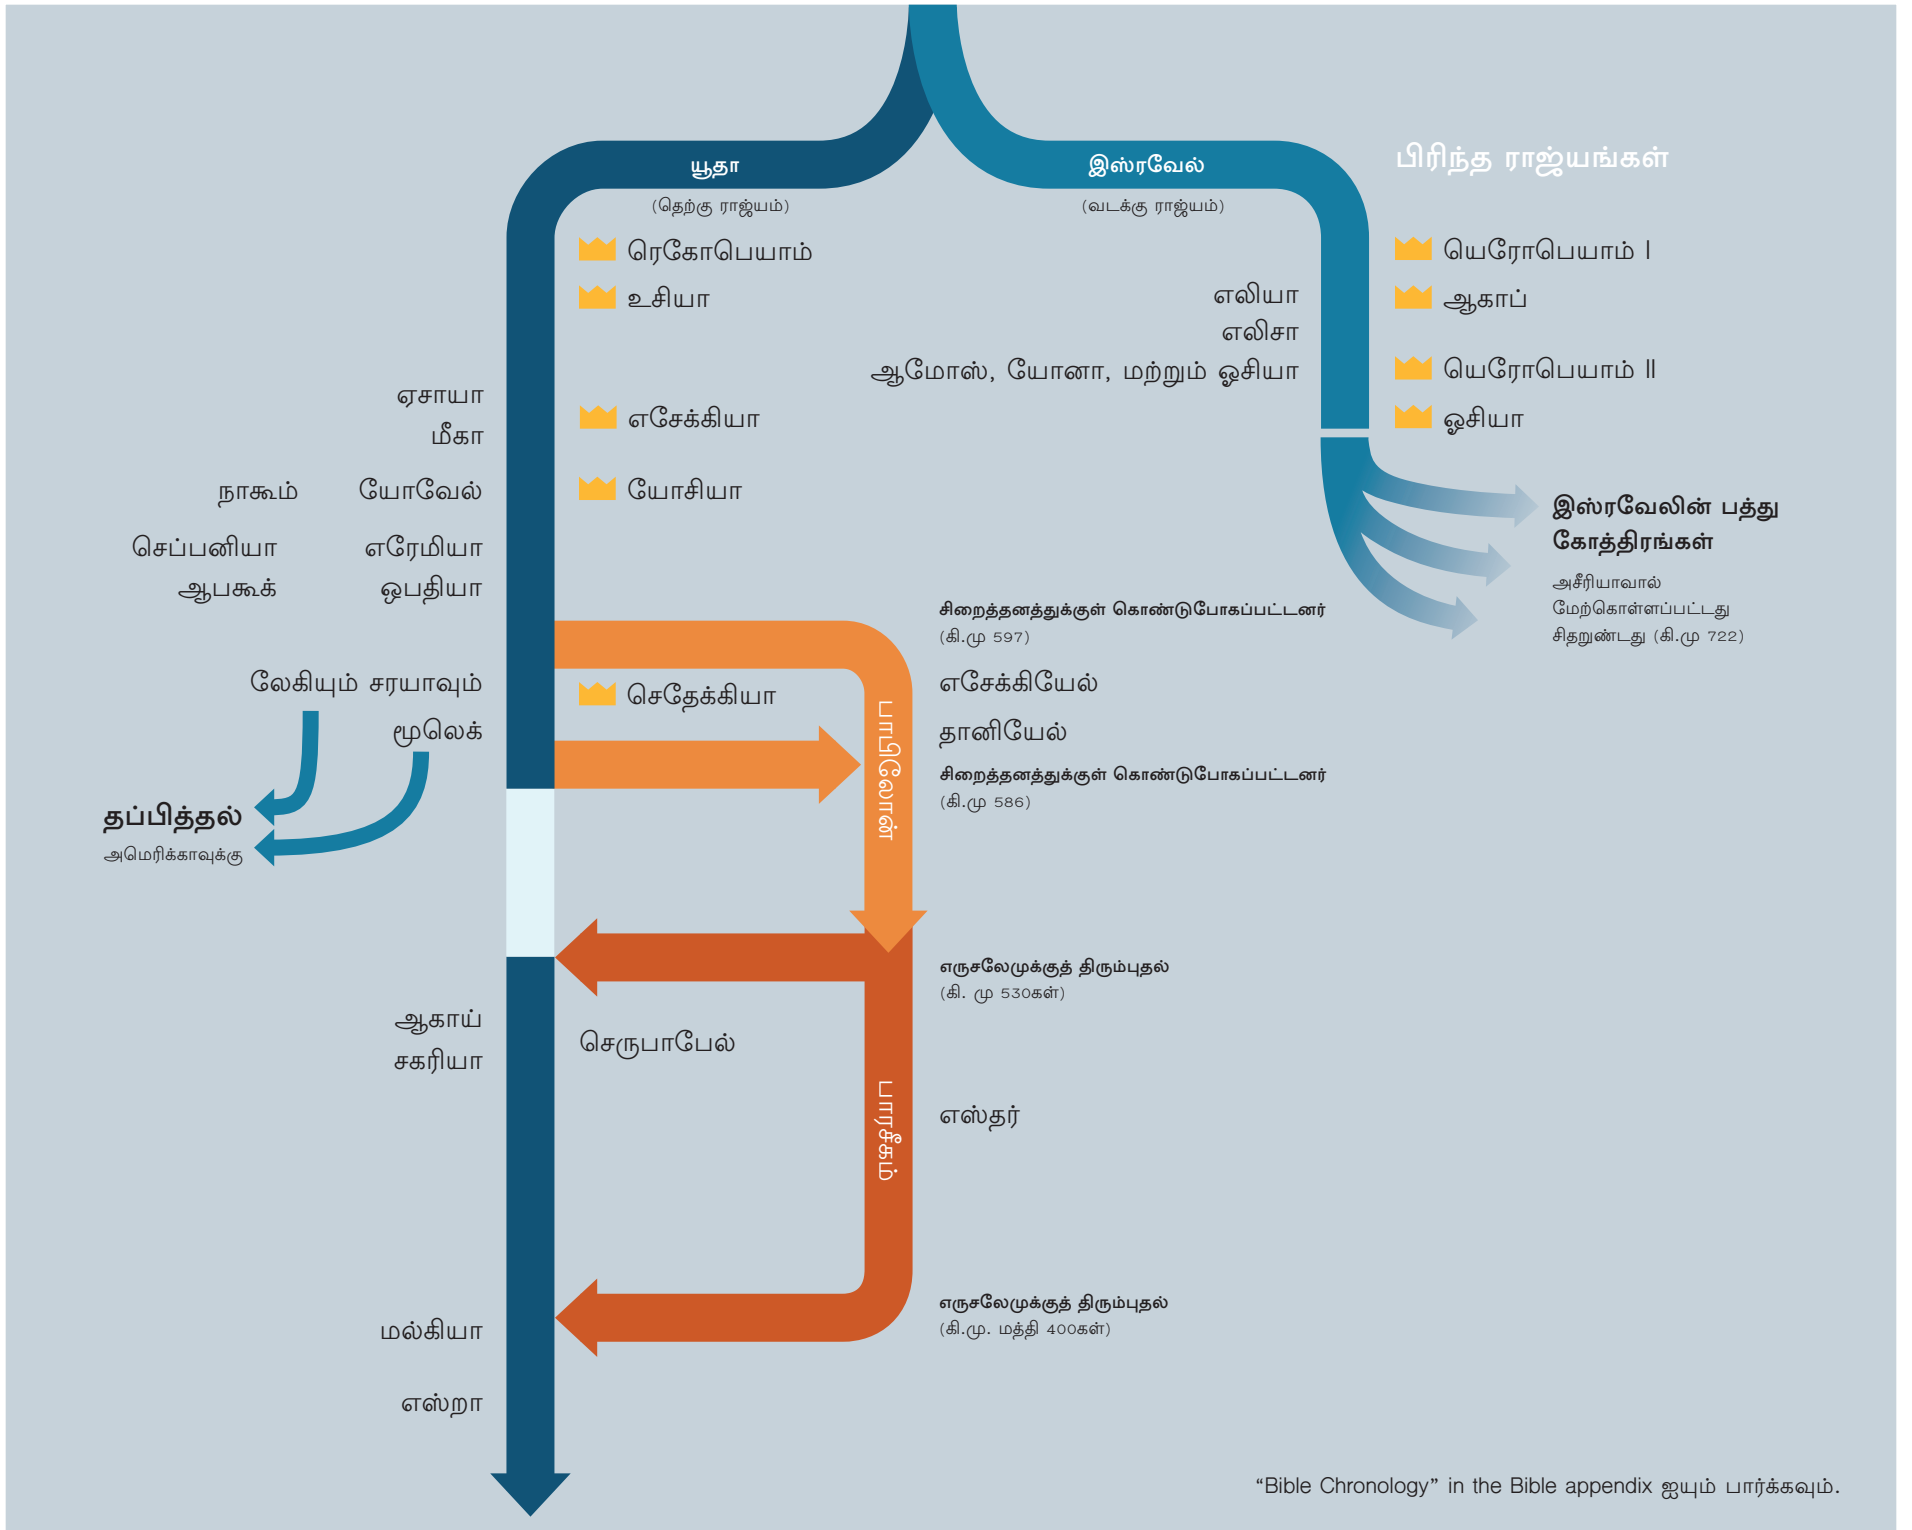 பிரிந்த ராஜ்யங்கள்
யூதா
(தெற்கு ராஜ்யம்)
இஸ்ரவேல்
(வடக்கு ராஜ்யம்)
ரெகோபெயாம்
உசியா
எசேக்கியா
யோசியா
செதேக்கியா
ஏசாயா
மீகா
நாகூம்
யோவேல்
செப்பனியா
எரேமியா
ஆபகூக்
ஒபதியா
லேகியும் சரயாவும்
மூலெக்
தப்பித்தல்
அமெரிக்காவுக்கு
எலியா
எலிசா
ஆமோஸ், யோனா, மற்றும் ஓசியா
யெரோபெயாம் I
ஆகாப்
யெரோபெயாம் II
ஓசியா
இஸ்ரவேலின் பத்து
கோத்திரங்கள்
அசீரியாவால்
மேற்கொள்ளப்பட்டது
சிதறுண்டது (கி.மு 722)
சிறைத்தனத்துக்குள் கொண்டுபோகப்பட்டனர்
(கி.மு 597)
எசேக்கியேல்
தானியேல்
சிறைத்தனத்துக்குள் கொண்டுபோகப்பட்டனர்
(கி.மு 586)
பாபிலோன்
எருசலேமுக்குத் திரும்புதல்
(கி. மு 530கள்)
ஆகாய்
சகரியா
செருபாபேல்
பாரசீகம்
எஸ்தர்
எருசலேமுக்குத் திரும்புதல்
(கி.மு. மத்தி 400கள்)
மல்கியா
எஸ்றா
“Bible Chronology” in the Bible appendix ஐயும் பார்க்கவும்.